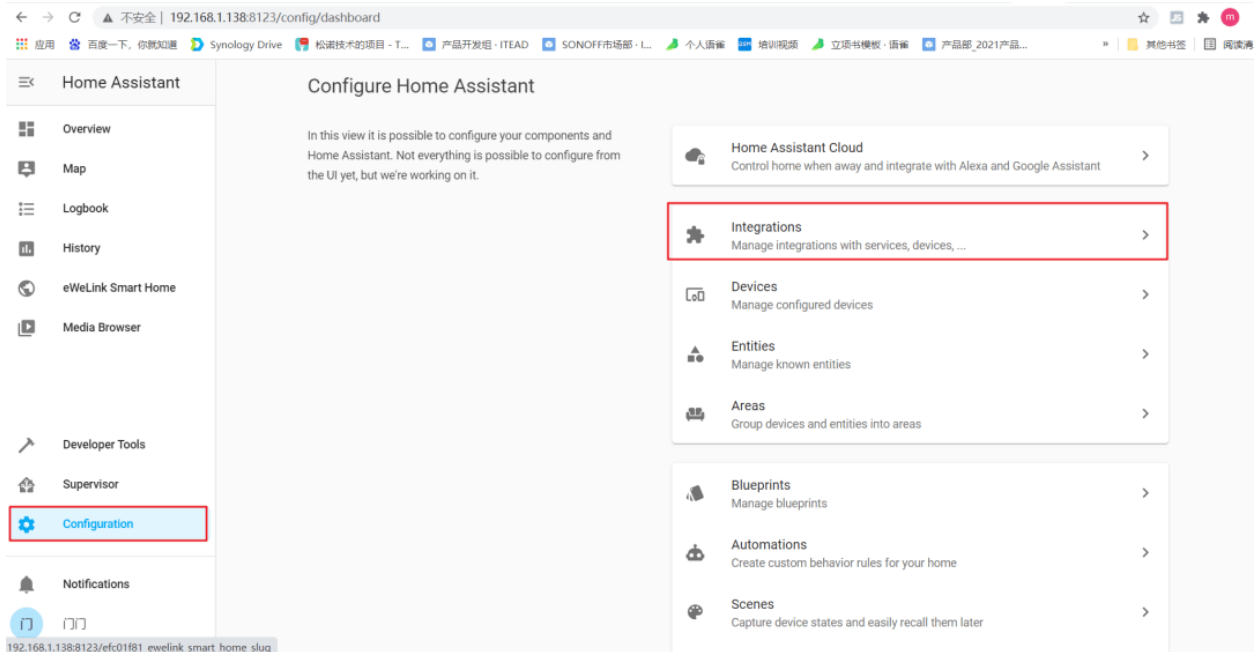 不安全 | 192.168.1.138:8123/config/dashboard
应用 百度一下，你就知道 Synology Drive 松诺技术的项目 - T... 产品开发组 · ITEAD SONOFF市场部 · I... 个人语雀 培训视频 立项书模板 · 语雀 产品部_2021产品... » 其他书签 阅读清
Home Assistant
Overview
Map
Logbook
History
eWeLink Smart Home
Media Browser
Developer Tools
Supervisor
Configuration
Notifications
门 门门
192.168.1.138:8123/efc01f81_ewelink_smart_home_slug
Configure Home Assistant
In this view it is possible to configure your components and
Home Assistant. Not everything is possible to configure from
the UI yet, but we're working on it.
Home Assistant Cloud
Control home when away and integrate with Alexa and Google Assistant
Integrations
Manage integrations with services, devices, ...
Devices
Manage configured devices
Entities
Manage known entities
Areas
Group devices and entities into areas
Blueprints
Manage blueprints
Automations
Create custom behavior rules for your home
Scenes
Capture device states and easily recall them later